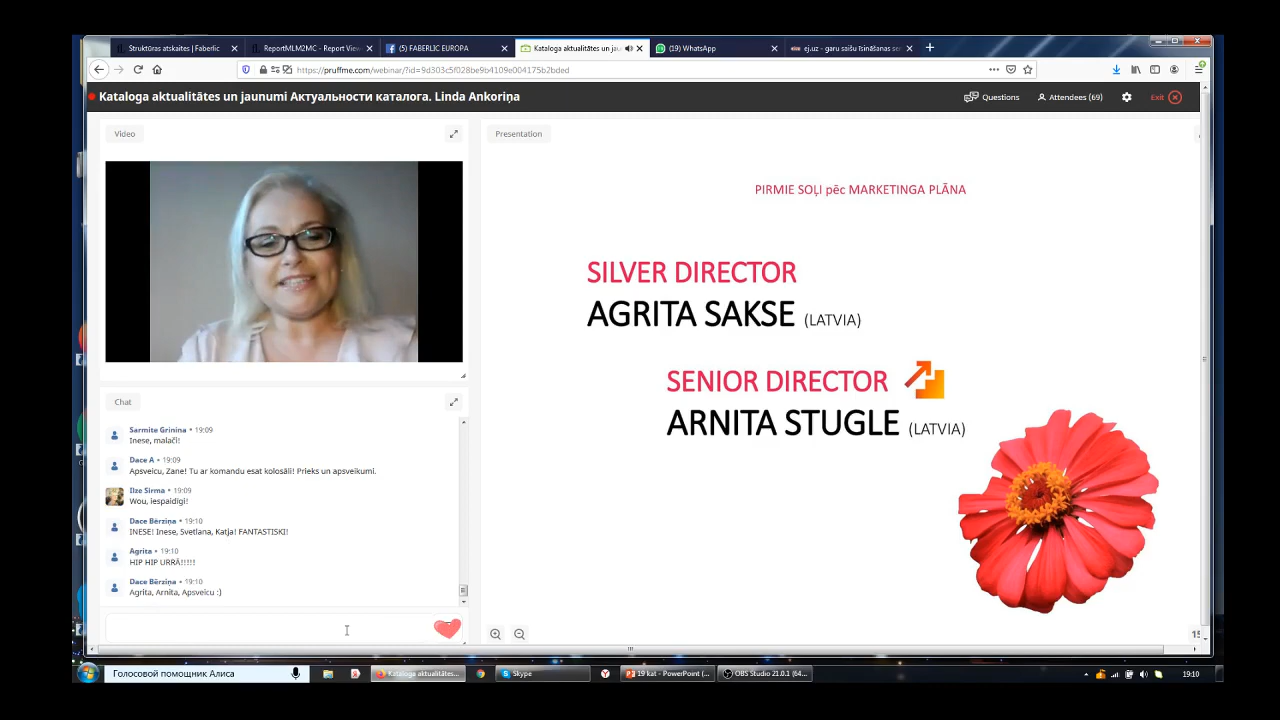 Struktūras atskaites | Faberlic
ReportMLM2MC - Report View
(5) FABERLIC EUROPA
Kataloga aktualitātes un jau
(19) WhatsApp
ej.uz - garu saišu īsināšanas se
https://pruffme.com/webinar/?id=9d303c5f028be9b4109e004175b2bded
Kataloga aktualitātes un jaunumi Актуальности каталога. Linda Ankoriņa
Questions
Attendees (69)
Exit
Video
Presentation
PIRMIE SOĻI pēc MARKETINGA PLĀNA
SILVER DIRECTOR
AGRITA SAKSE (LATVIA)
SENIOR DIRECTOR
ARNITA STUGLE (LATVIA)
Chat
Sarmite Grinina • 19:09
Inese, malači!
Dace A • 19:09
Apsveicu, Zane! Tu ar komandu esat kolosāli! Prieks un apsveikumi.
Ilze Sirma • 19:09
Wou, iespaidīgi!
Dace Bērziņa • 19:10
INESE! Inese, Svetlana, Katja! FANTASTISKI!
Agrita • 19:10
HIP HIP URRĀ!!!!!
Dace Bērziņa • 19:10
Agrita, Arnita, Apsveicu :)
15
Голосовой помощник Алиса
Kataloga aktualitātes...
Skype
19 kat - PowerPoint (...
OBS Studio 21.0.1 (64...
19:10